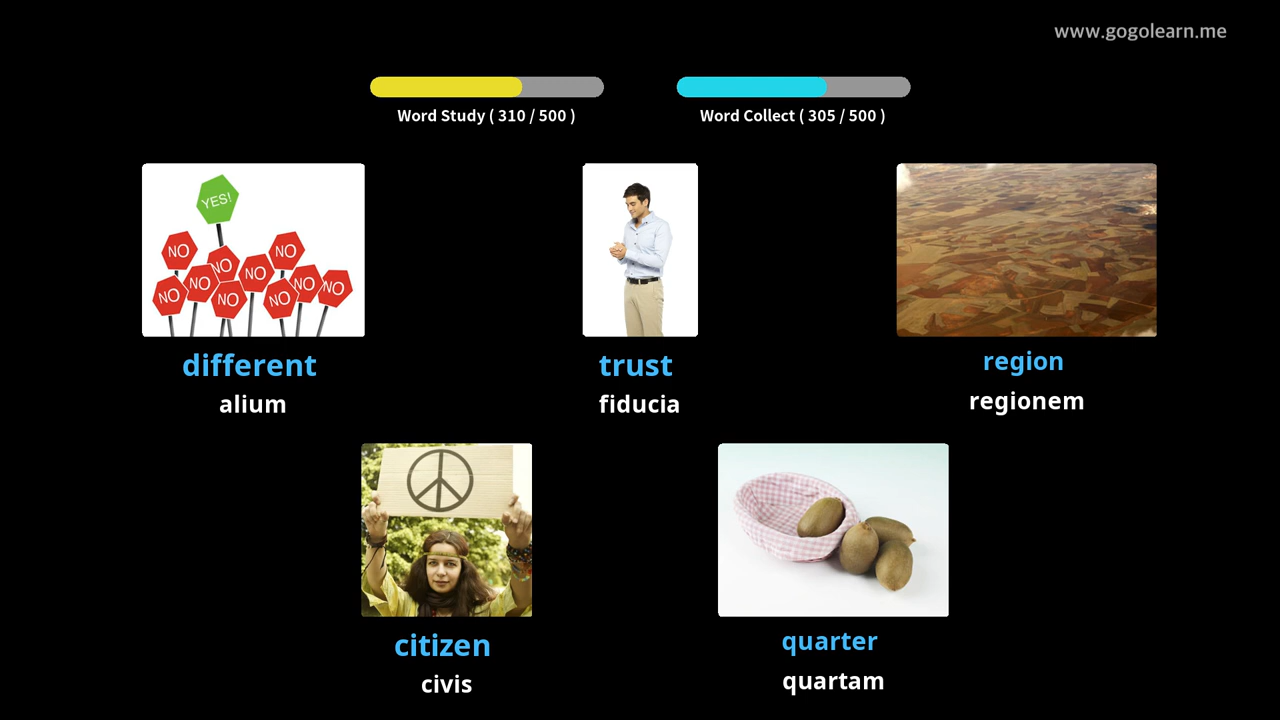 www.gogolearn.me
Word Study ( 310 / 500 )
Word Collect ( 305 / 500 )
YES!
NO
NO
NO
NO
NO
NO
NO
NO
NO
NO
different
alium
trust
fiducia
region
regionem
citizen
civis
quarter
quartam